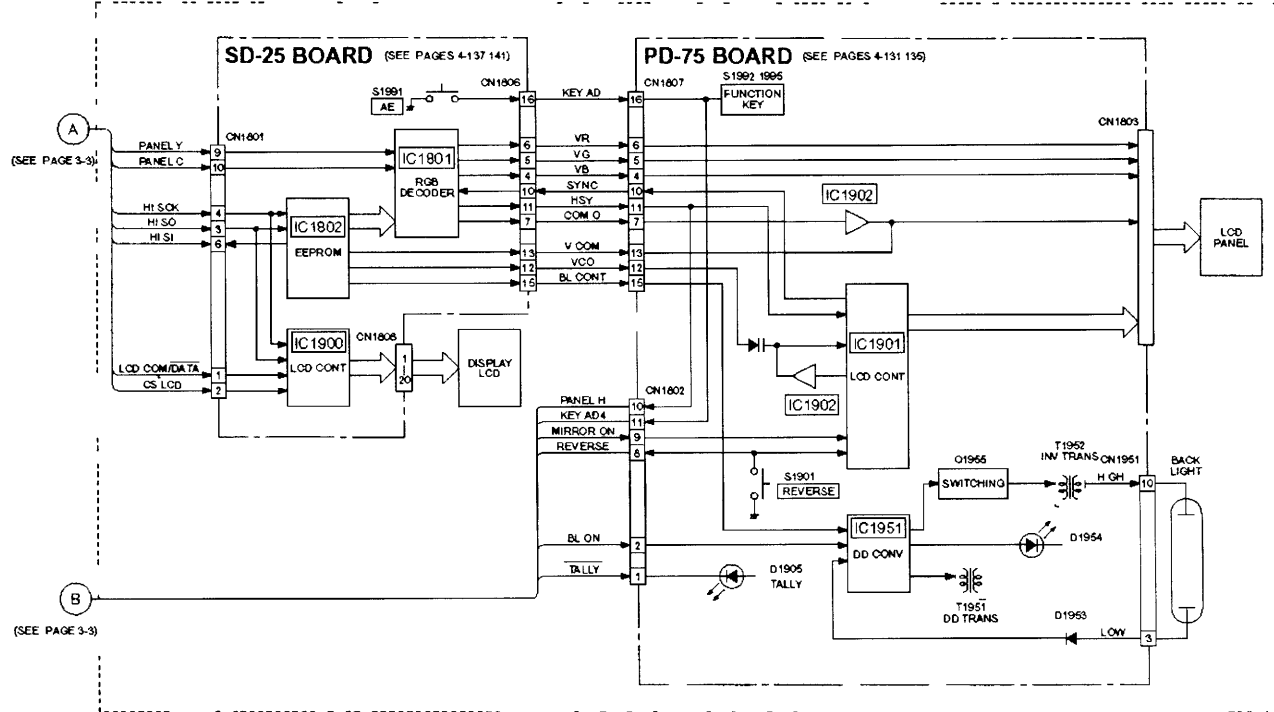 SD-25 BOARD (SEE PAGES 4-137 141)
PD-75 BOARD (SEE PAGES 4-131 135)
CN1806
CN1807
S1992 1995
FUNCTION KEY
S1991
AE
16
KEY AD
16
CN1803
A
(SEE PAGE 3-3)
CN1801
PANEL Y
9
PANEL C
10
IC1801
RGB DECODER
6
VR
6
5
VG
5
4
VB
4
10
SYNC
10
11
HSY
11
7
COM O
7
IC1902
HI SCK
4
HI SO
3
HI SI
6
IC1802
EEPROM
13
V COM
13
12
VCO
12
15
BL CONT
15
LCD PANEL
IC1900
LCD CONT
CN1808
1
20
DISPLAY LCD
IC1901
LCD CONT
IC1902
LCD COM/DATA
1
CS LCD
2
CN1802
PANEL H
10
KEY AD4
11
MIRROR ON
9
REVERSE
8
S1901
REVERSE
Q1955
SWITCHING
T1952
INV TRANS
CN1951
HIGH
10
BACK LIGHT
IC1951
DD CONV
D1954
BL ON
2
TALLY
1
D1905
TALLY
T1951
DD TRANS
D1953
LOW
3
B
(SEE PAGE 3-3)